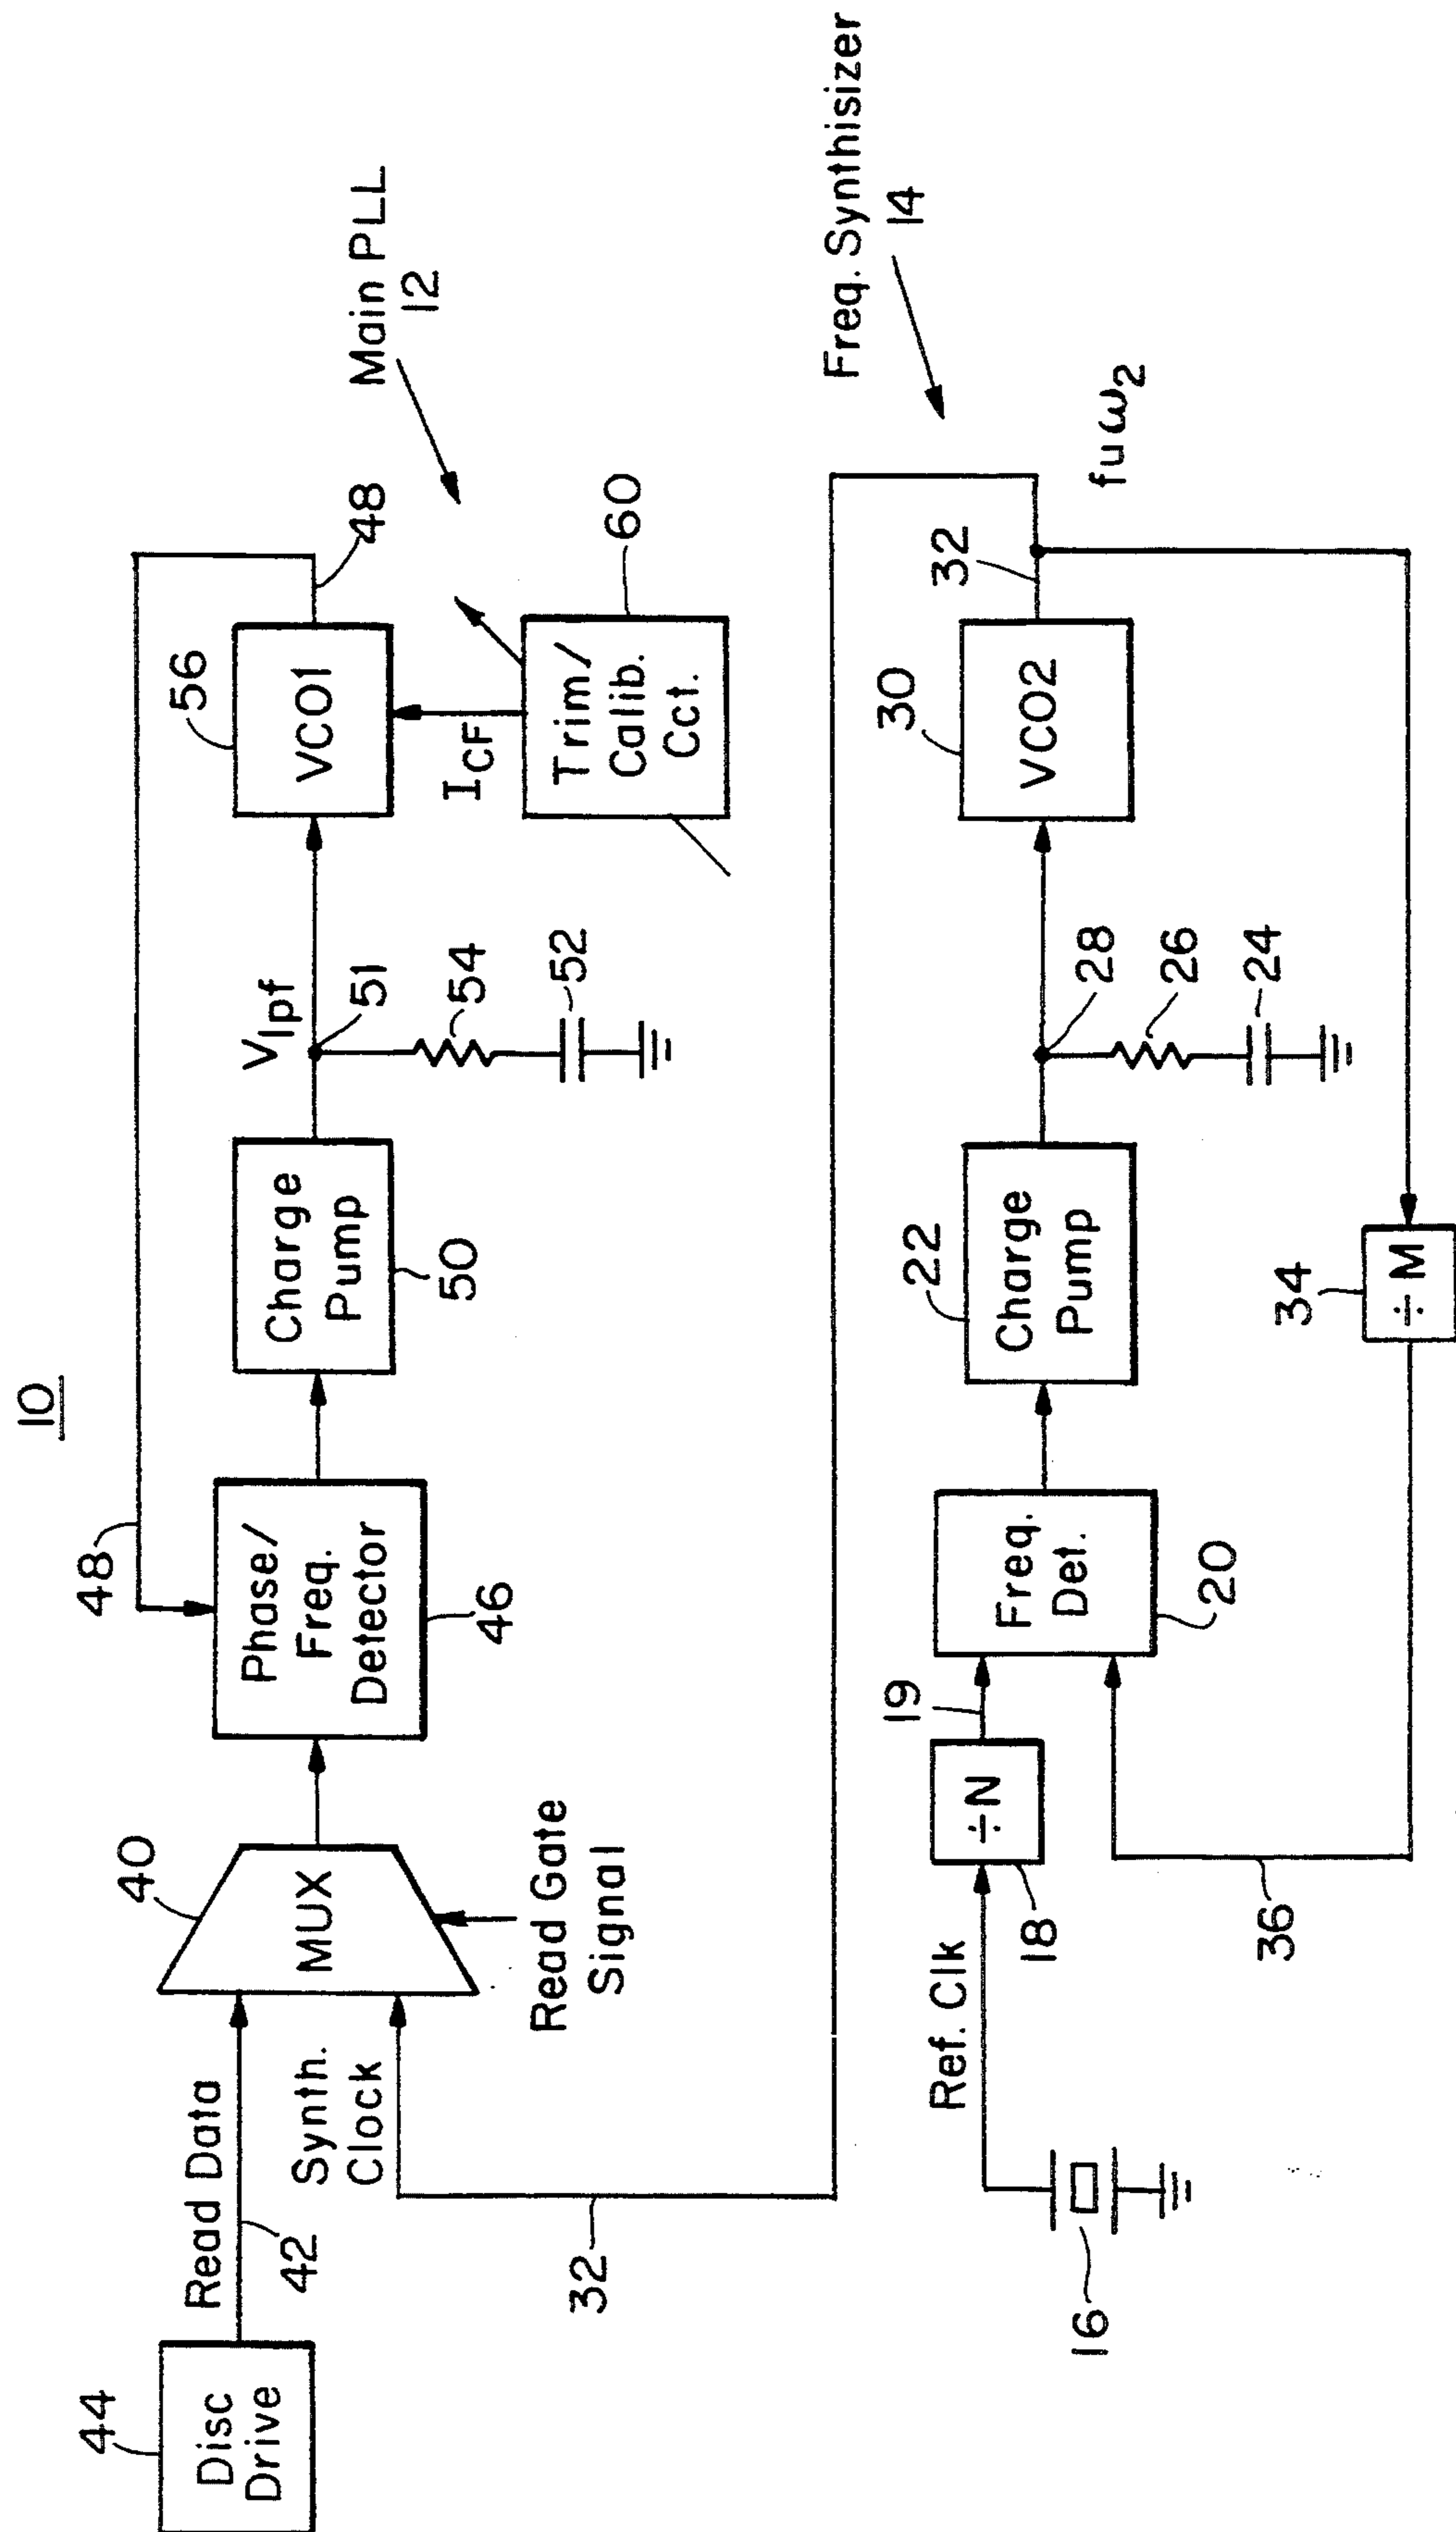 10
Main PLL
12
48
40
44
Disc
Drive
Read Data
42
Synth.
Clock
MUX
Read Gate
Signal
Phase/
Freq.
Detector
46
Charge
Pump
50
V1pf
51
54
52
56
VCO1
48
ICF
Trim/
Calib.
Cct.
60
32
Freq. Synthisizer
14
16
Ref. Clk
÷N
18
19
Freq.
Det.
20
22
Charge
Pump
28
26
24
30
VCO2
32
fuω2
34
÷M
36